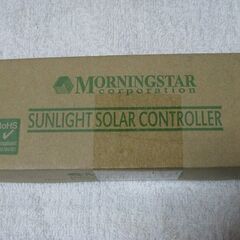 MORNINGSTAR
corporation
RoHS
SUNLIGHT SOLAR CONTROLLER